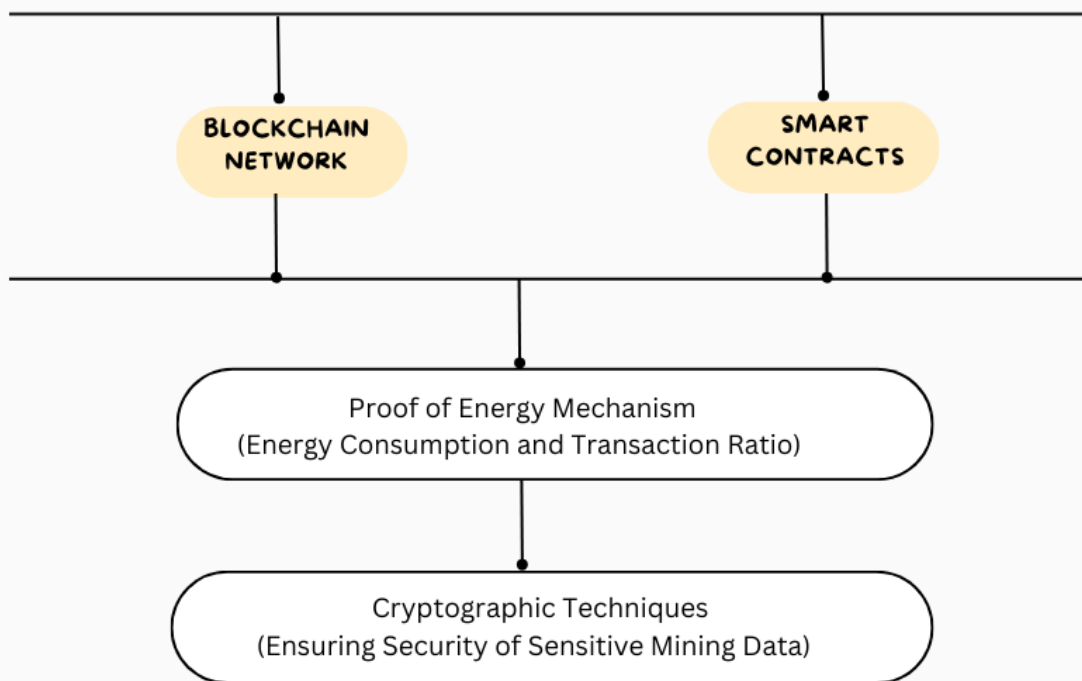 BLOCKCHAIN
NETWORK
SMART
CONTRACTS
Proof of Energy Mechanism
(Energy Consumption and Transaction Ratio)
Cryptographic Techniques
(Ensuring Security of Sensitive Mining Data)